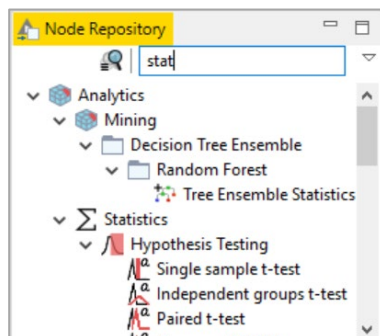 Node Repository
stat
Analytics
Mining
Decision Tree Ensemble
Random Forest
Tree Ensemble Statistics
Statistics
Hypothesis Testing
Single sample t-test
Independent groups t-test
Paired t-test